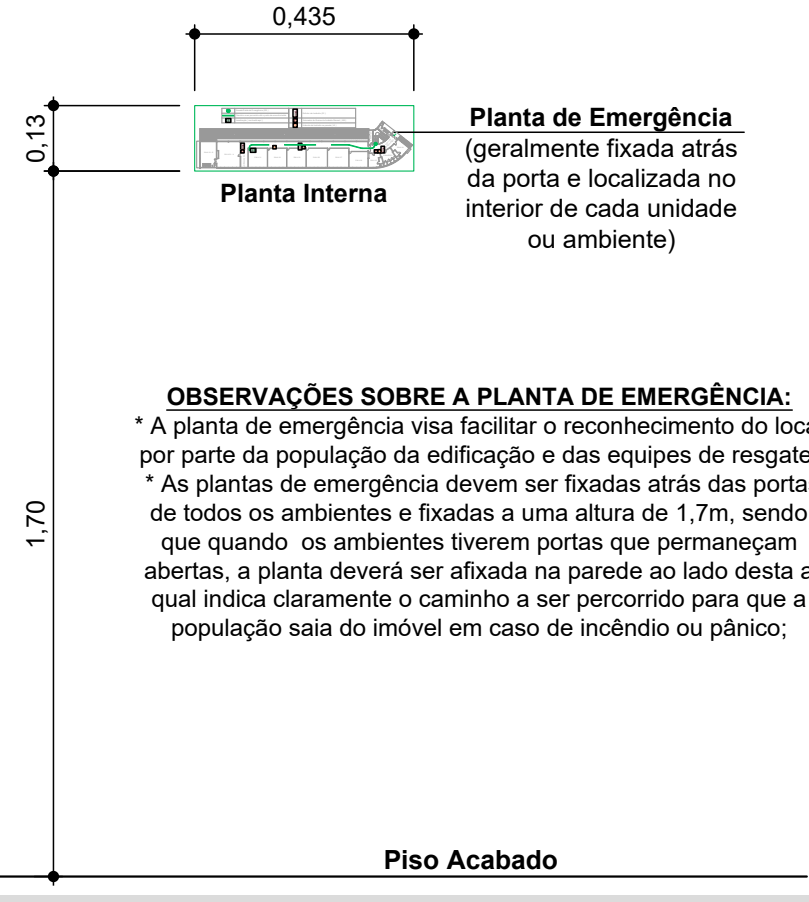 0,435
0,13
Planta de Emergência
(geralmente fixada atrás
da porta e localizada no
interior de cada unidade
ou ambiente)
Planta Interna
OBSERVAÇÕES SOBRE A PLANTA DE EMERGÊNCIA:
* A planta de emergência visa facilitar o reconhecimento do loca
por parte da população da edificação e das equipes de resgate
* As plantas de emergência devem ser fixadas atrás das portas
de todos os ambientes e fixadas a uma altura de 1,7m, sendo
que quando os ambientes tiverem portas que permaneçam
abertas, a planta deverá ser afixada na parede ao lado desta a
qual indica claramente o caminho a ser percorrido para que a
população saia do imóvel em caso de incêndio ou pânico;
1,70
Piso Acabado